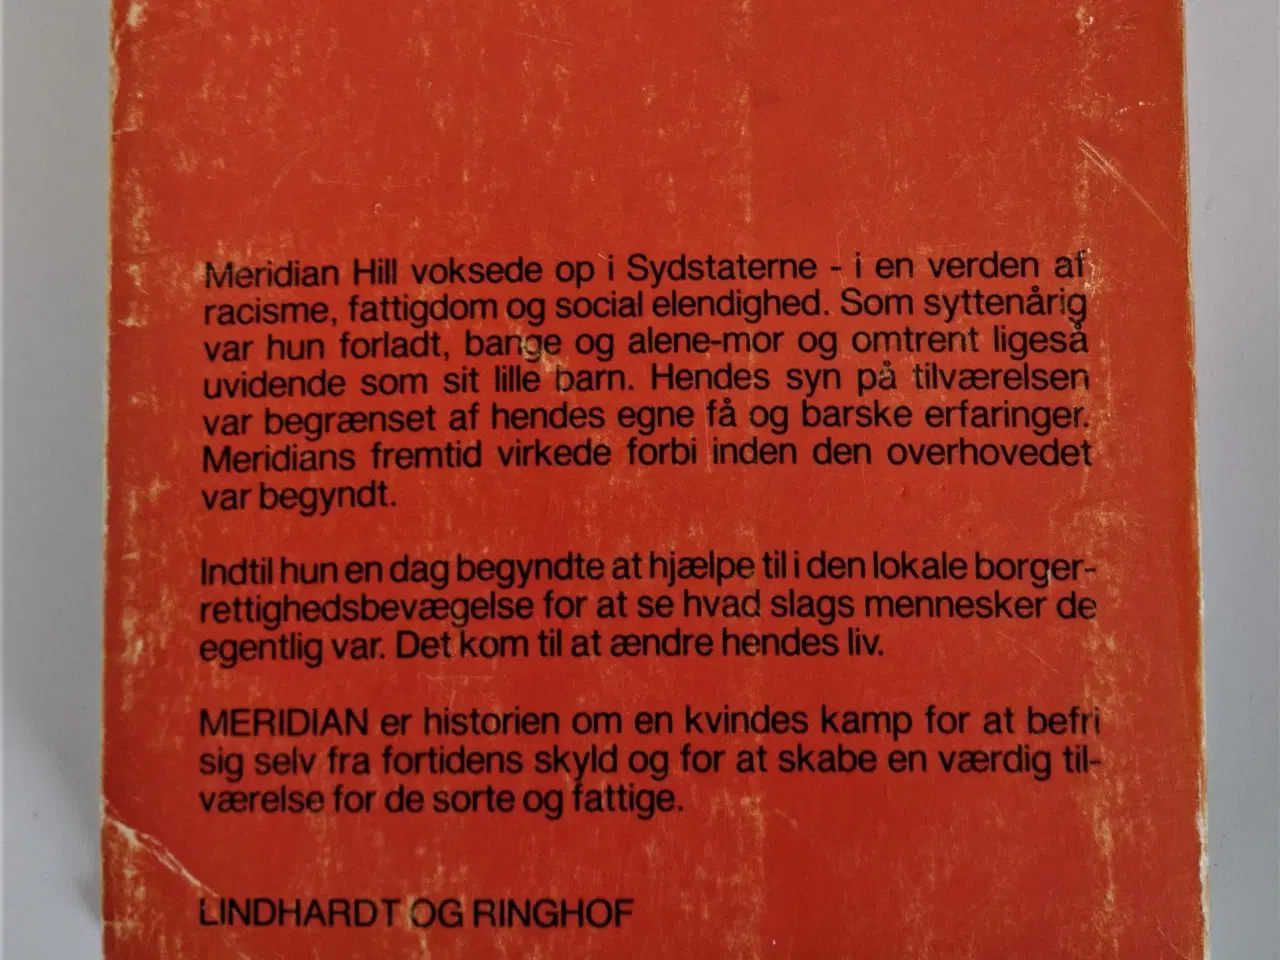 Meridian Hill voksede op i Sydstaterne - i en verden af
racisme, fattigdom og social elendighed. Som syttenårig
var hun forladt, bange og alene-mor og omtrent ligeså
uvidende som sit lille barn. Hendes syn på tilværelsen
var begrænset af hendes egne få og barske erfaringer.
Meridians fremtid virkede forbi inden den overhovedet
var begyndt.
Indtil hun en dag begyndte at hjælpe til i den lokale borger-
rettighedsbevægelse for at se hvad slags mennesker de
egentlig var. Det kom til at ændre hendes liv.
MERIDIAN er historien om en kvindes kamp for at befri
sig selv fra fortidens skyld og for at skabe en værdig til-
værelse for de sorte og fattige.
LINDHARDT OG RINGHOF